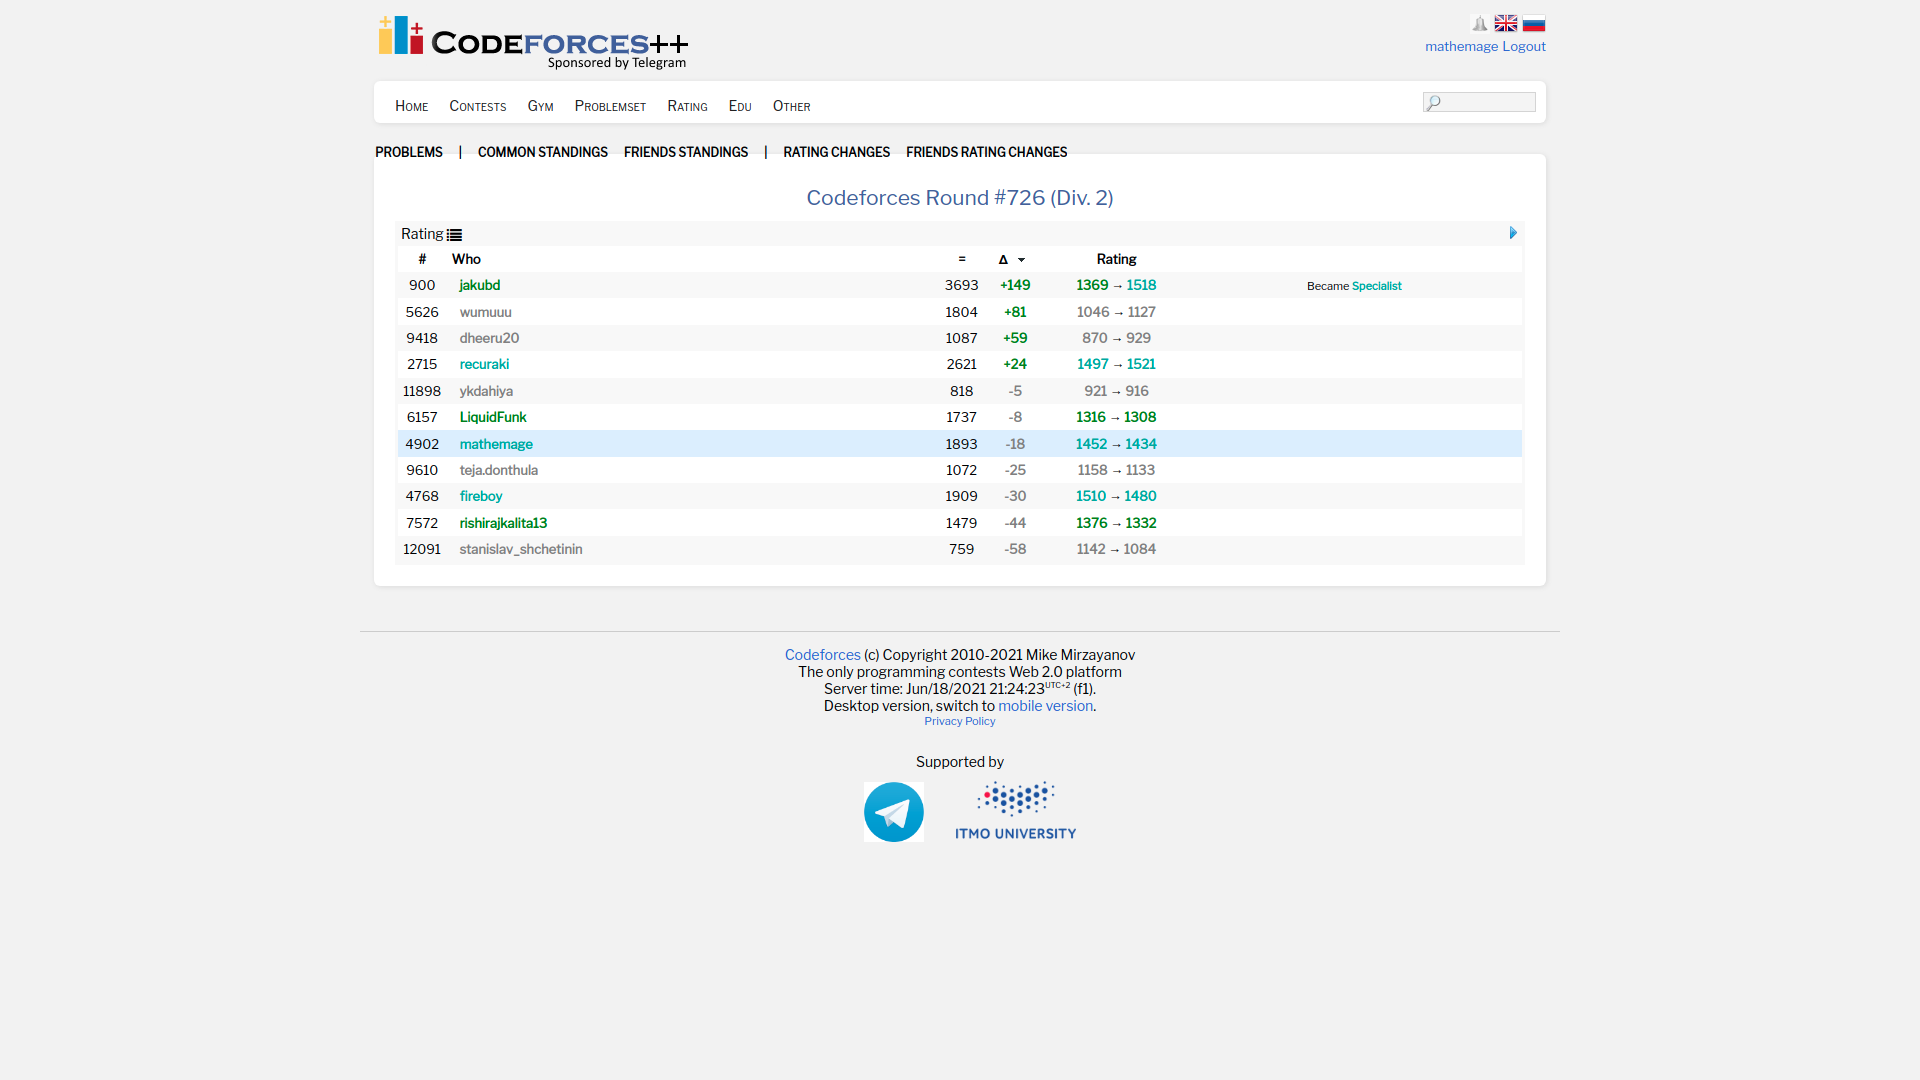 CODEFORCES++
Sponsored by Telegram
mathemage Logout
Home Contests Gym Problemset Rating Edu Other
PROBLEMS | COMMON STANDINGS FRIENDS STANDINGS | RATING CHANGES FRIENDS RATING CHANGES
Codeforces Round #726 (Div. 2)
Rating
# Who = Δ Rating
900 jakubd 3693 +149 1369 → 1518 Became Specialist
5626 wumuuu 1804 +81 1046 → 1127
9418 dheeru20 1087 +59 870 → 929
2715 recuraki 2621 +24 1497 → 1521
11898 ykdahiya 818 -5 921 → 916
6157 LiquidFunk 1737 -8 1316 → 1308
4902 mathemage 1893 -18 1452 → 1434
9610 teja.donthula 1072 -25 1158 → 1133
4768 fireboy 1909 -30 1510 → 1480
7572 rishirajkalita13 1479 -44 1376 → 1332
12091 stanislav_shchetinin 759 -58 1142 → 1084
Codeforces (c) Copyright 2010-2021 Mike Mirzayanov
The only programming contests Web 2.0 platform
Server time: Jun/18/2021 21:24:23 UTC+2 (f1).
Desktop version, switch to mobile version.
Privacy Policy
Supported by
ITMO UNIVERSITY